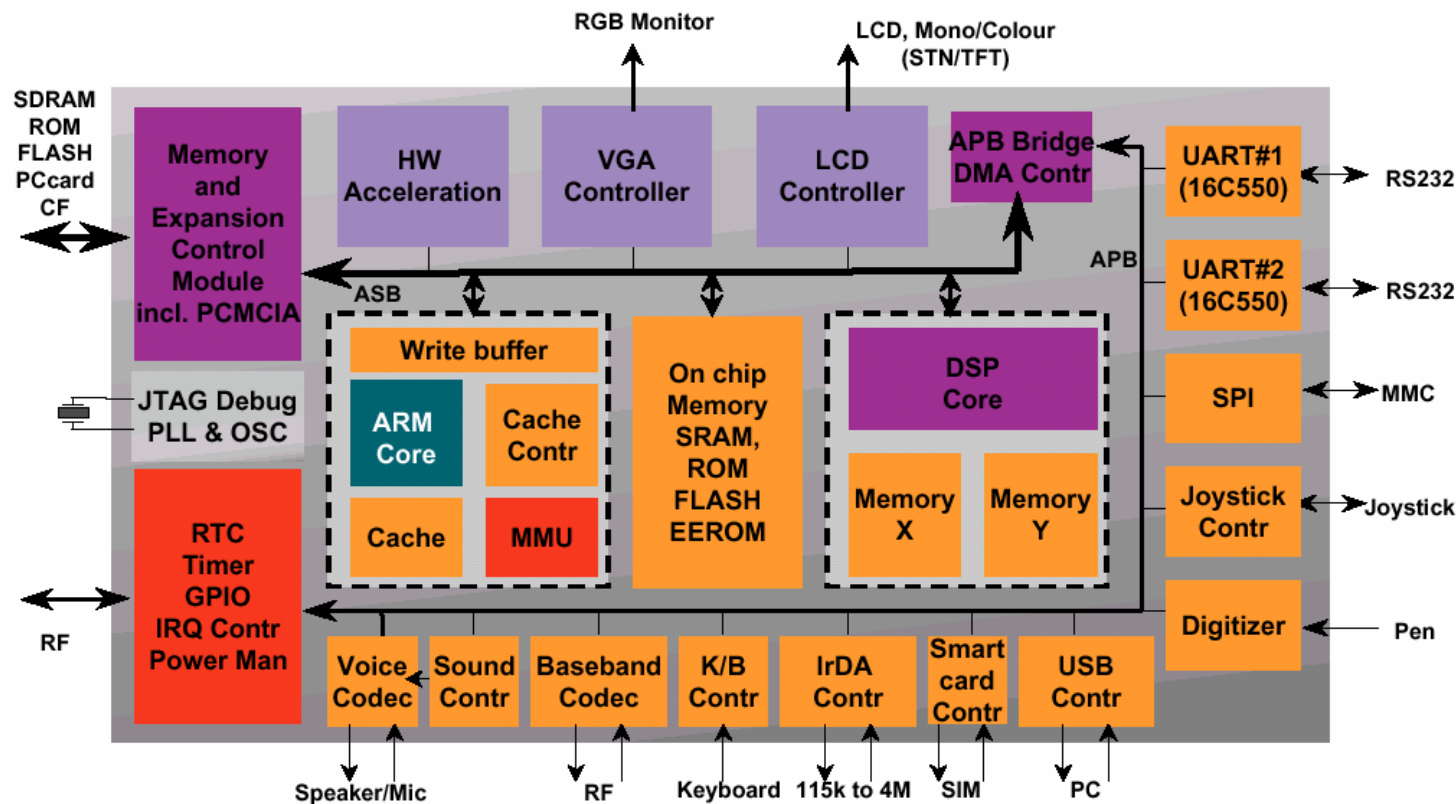 RGB Monitor
LCD, Mono/Colour
(STN/TFT)
SDRAM
ROM
FLASH
PCcard
CF
Memory
and
Expansion
Control
Module
incl. PCMCIA
HW
Acceleration
VGA
Controller
LCD
Controller
APB Bridge
DMA Contr
UART#1
(16C550)
RS232
APB
UART#2
(16C550)
RS232
ASB
Write buffer
ARM
Core
Cache
Contr
Cache
MMU
On chip
Memory
SRAM,
ROM
FLASH
EEROM
DSP
Core
Memory
X
Memory
Y
SPI
MMC
JTAG Debug
PLL & OSC
Joystick
Contr
Joystick
RTC
Timer
GPIO
IRQ Contr
Power Man
RF
Digitizer
Pen
Voice
Codec
Sound
Contr
Baseband
Codec
K/B
Contr
IrDA
Contr
Smart
card
Contr
USB
Contr
Speaker/Mic
RF
Keyboard
115k to 4M
SIM
PC